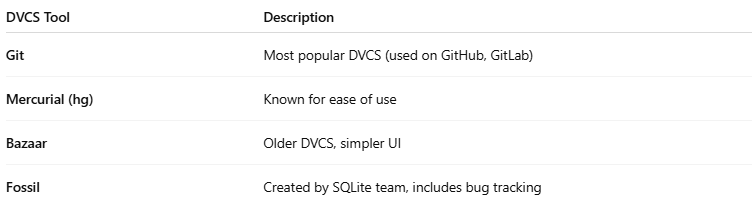 DVCS Tool Description
Git Most popular DVCS (used on GitHub, GitLab)
Mercurial (hg) Known for ease of use
Bazaar Older DVCS, simpler UI
Fossil Created by SQLite team, includes bug tracking